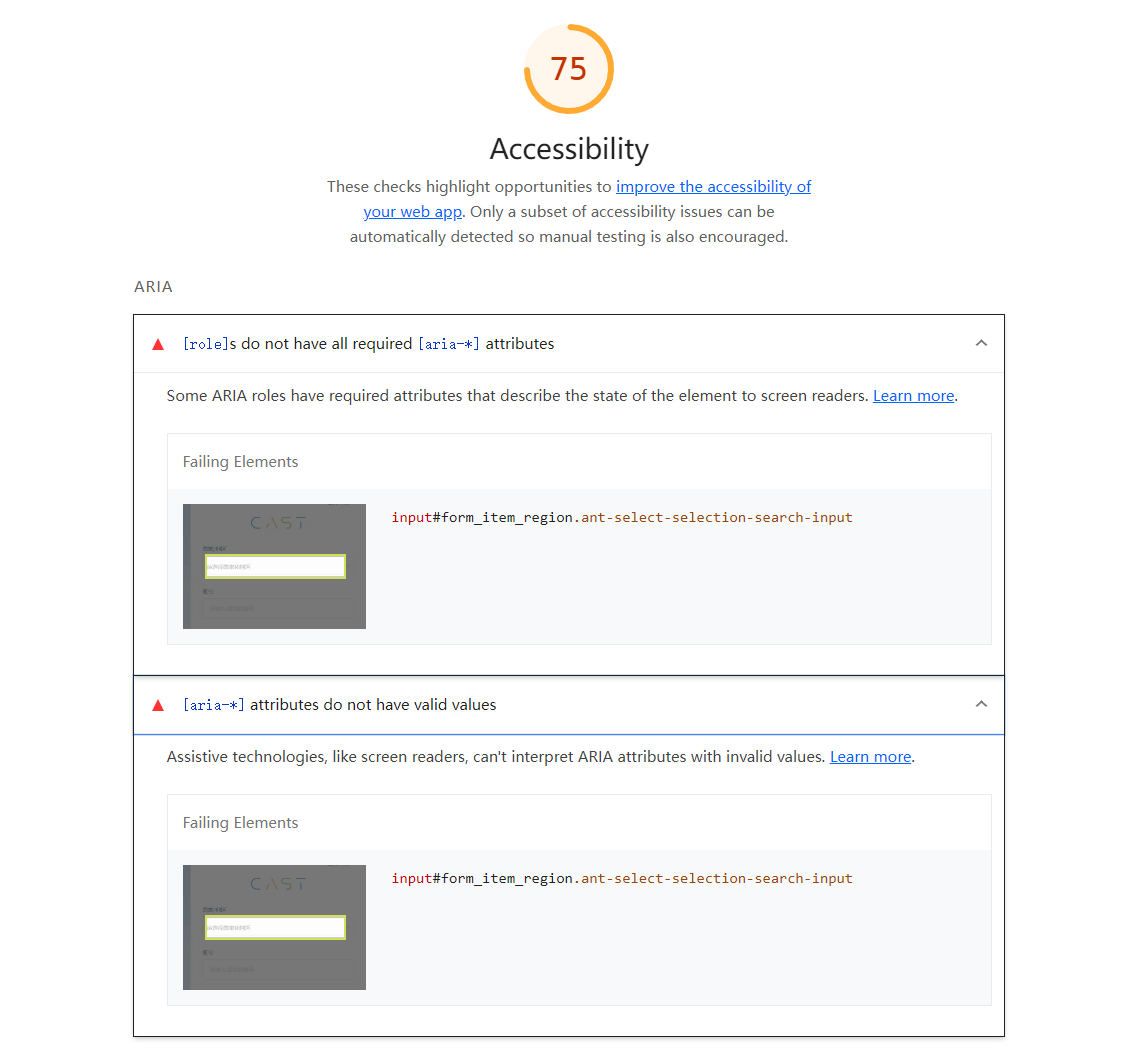 75
Accessibility
These checks highlight opportunities to improve the accessibility of
your web app. Only a subset of accessibility issues can be
automatically detected so manual testing is also encouraged.
ARIA
[role]s do not have all required [aria-*] attributes
Some ARIA roles have required attributes that describe the state of the element to screen readers. Learn more.
Failing Elements
CAST
input#form_item_region.ant-select-selection-search-input
[aria-*] attributes do not have valid values
Assistive technologies, like screen readers, can't interpret ARIA attributes with invalid values. Learn more.
Failing Elements
CAST
input#form_item_region.ant-select-selection-search-input